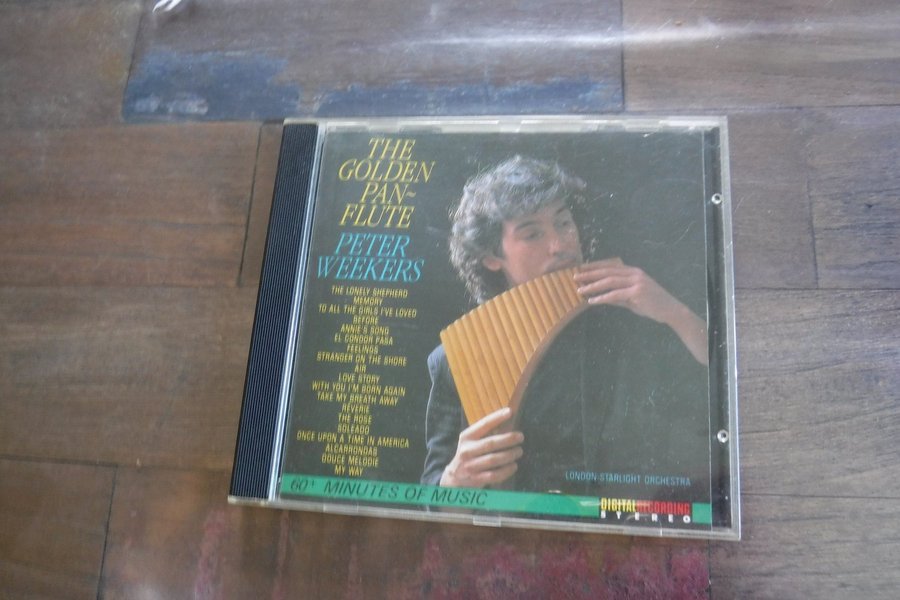 THE
GOLDEN
PAN~
FLUTE
PETER
WEEKERS
THE LONELY SHEPHERD
MEMORY
TO ALL THE GIRLS I'VE LOVED
BEFORE
ANNIE'S SONG
EL CONDOR PASA
FEELINGS
STRANGER ON THE SHORE
AIR
LOVE STORY
WITH YOU I'M BORN AGAIN
TAKE MY BREATH AWAY
REVERIE
THE ROSE
SOLEADO
ONCE UPON A TIME IN AMERICA
ALCARRONDAS
DOUCE MELODIE
MY WAY
LONDON STARLIGHT ORCHESTRA
60+ MINUTES OF MUSIC
DIGITAL RECORDING
STEREO